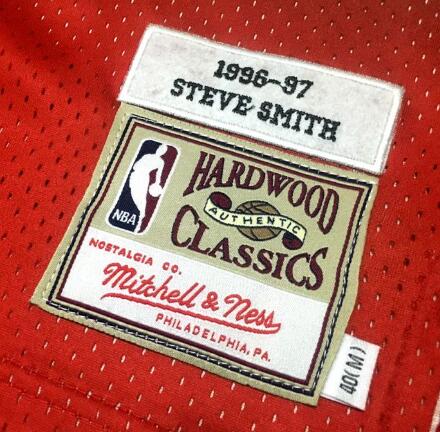 1996-97
STEVE SMITH
NBA
HARDWOOD
AUTHENTIC
CLASSICS
NOSTALGIA CO.
Mitchell & Ness
PHILADELPHIA, PA.
40(M)